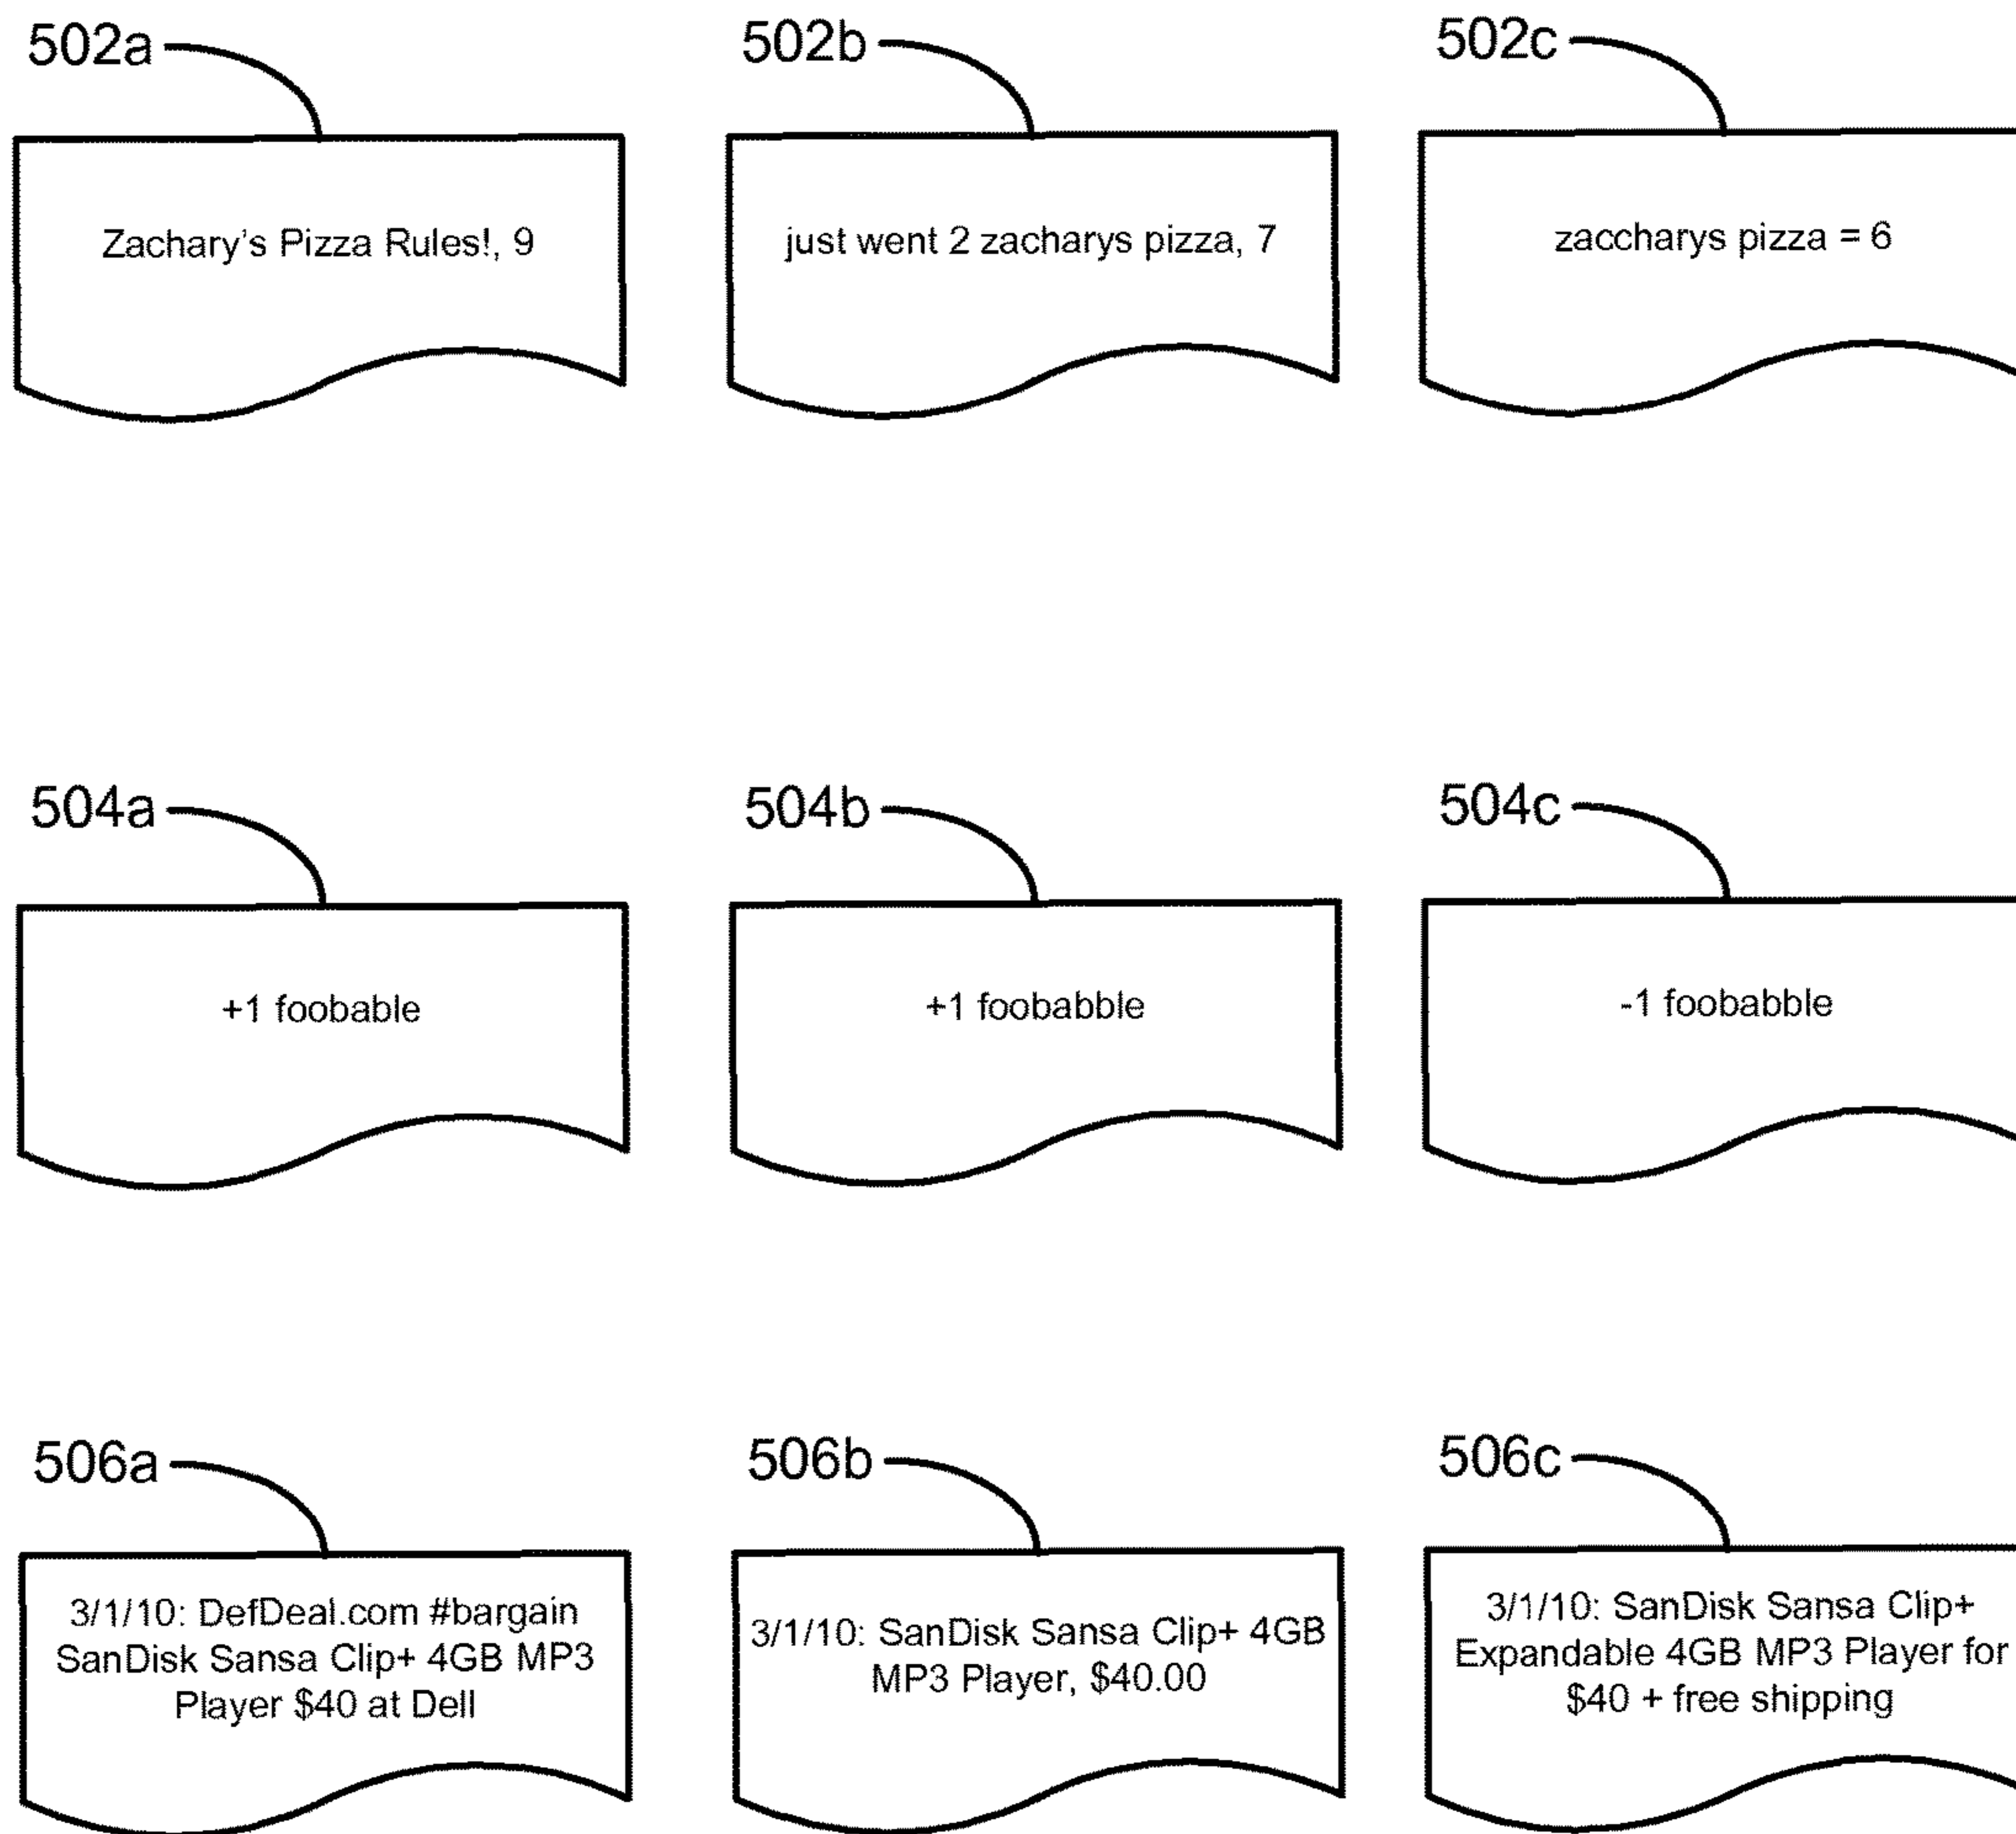 502a
502b
502c
Zachary's Pizza Rules!, 9
just went 2 zacharys pizza, 7
zaccharys pizza = 6
504a
504b
504c
+1 foobable
+1 foobabble
-1 foobabble
506a
506b
506c
3/1/10: DefDeal.com #bargain
SanDisk Sansa Clip+ 4GB MP3
Player $40 at Dell
3/1/10: SanDisk Sansa Clip+ 4GB
MP3 Player, $40.00
3/1/10: SanDisk Sansa Clip+
Expandable 4GB MP3 Player for
$40 + free shipping